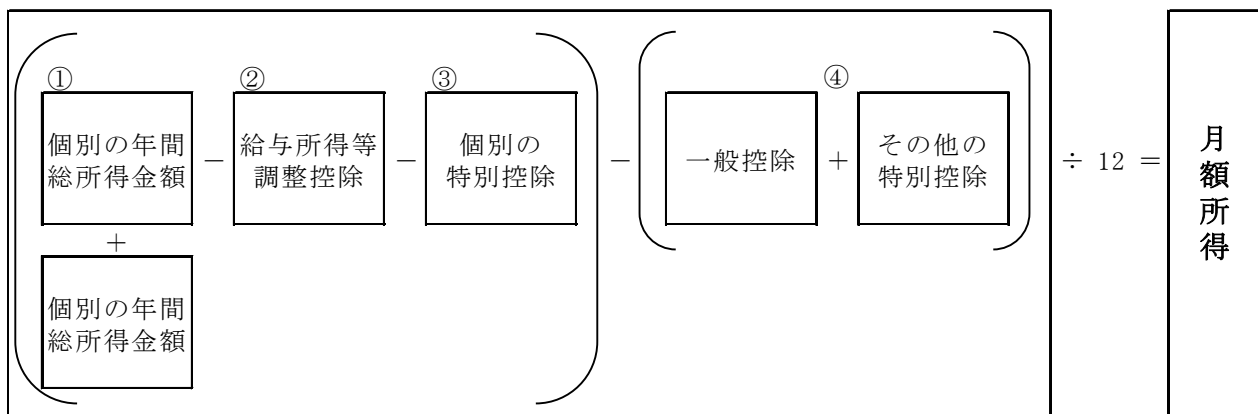 ①
個別の年間
総所得金額
－
②
給与所得等
調整控除
－
③
個別の
特別控除
－
④
一般控除
＋
その他の
特別控除
÷ 12 ＝
月額所得
＋
個別の年間
総所得金額